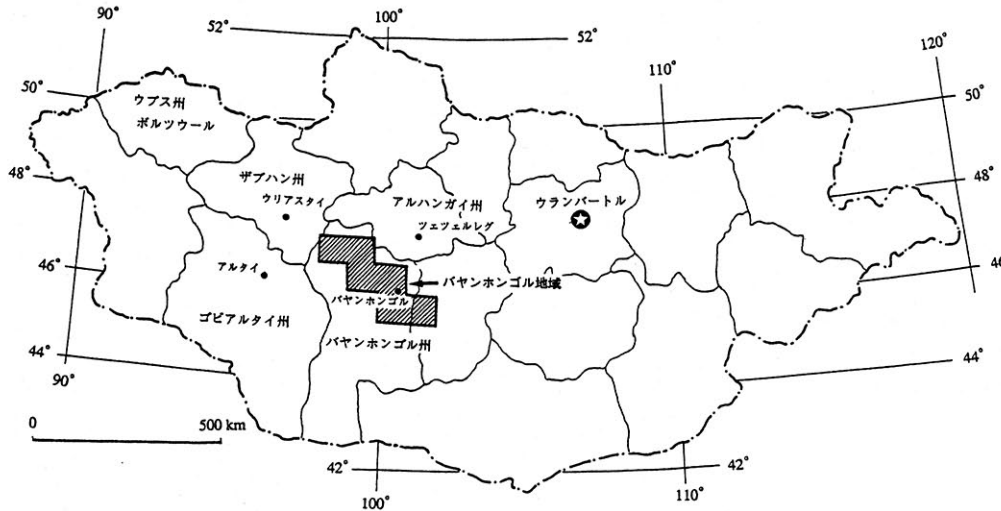 90°
52°
100°
52°
110°
120°
50°
50°
ウブス州
ボルツウール
48°
48°
ザブハン州
ウリアスタイ
アルハンガイ州
ツェツェルレグ
ウランバートル
46°
アルタイ
バヤンホンゴル地域
46
バヤンホンゴル
ゴビアルタイ州
バヤンホンゴル州
44°
44°
90°
0
500 km
42°
42°
100°
110°